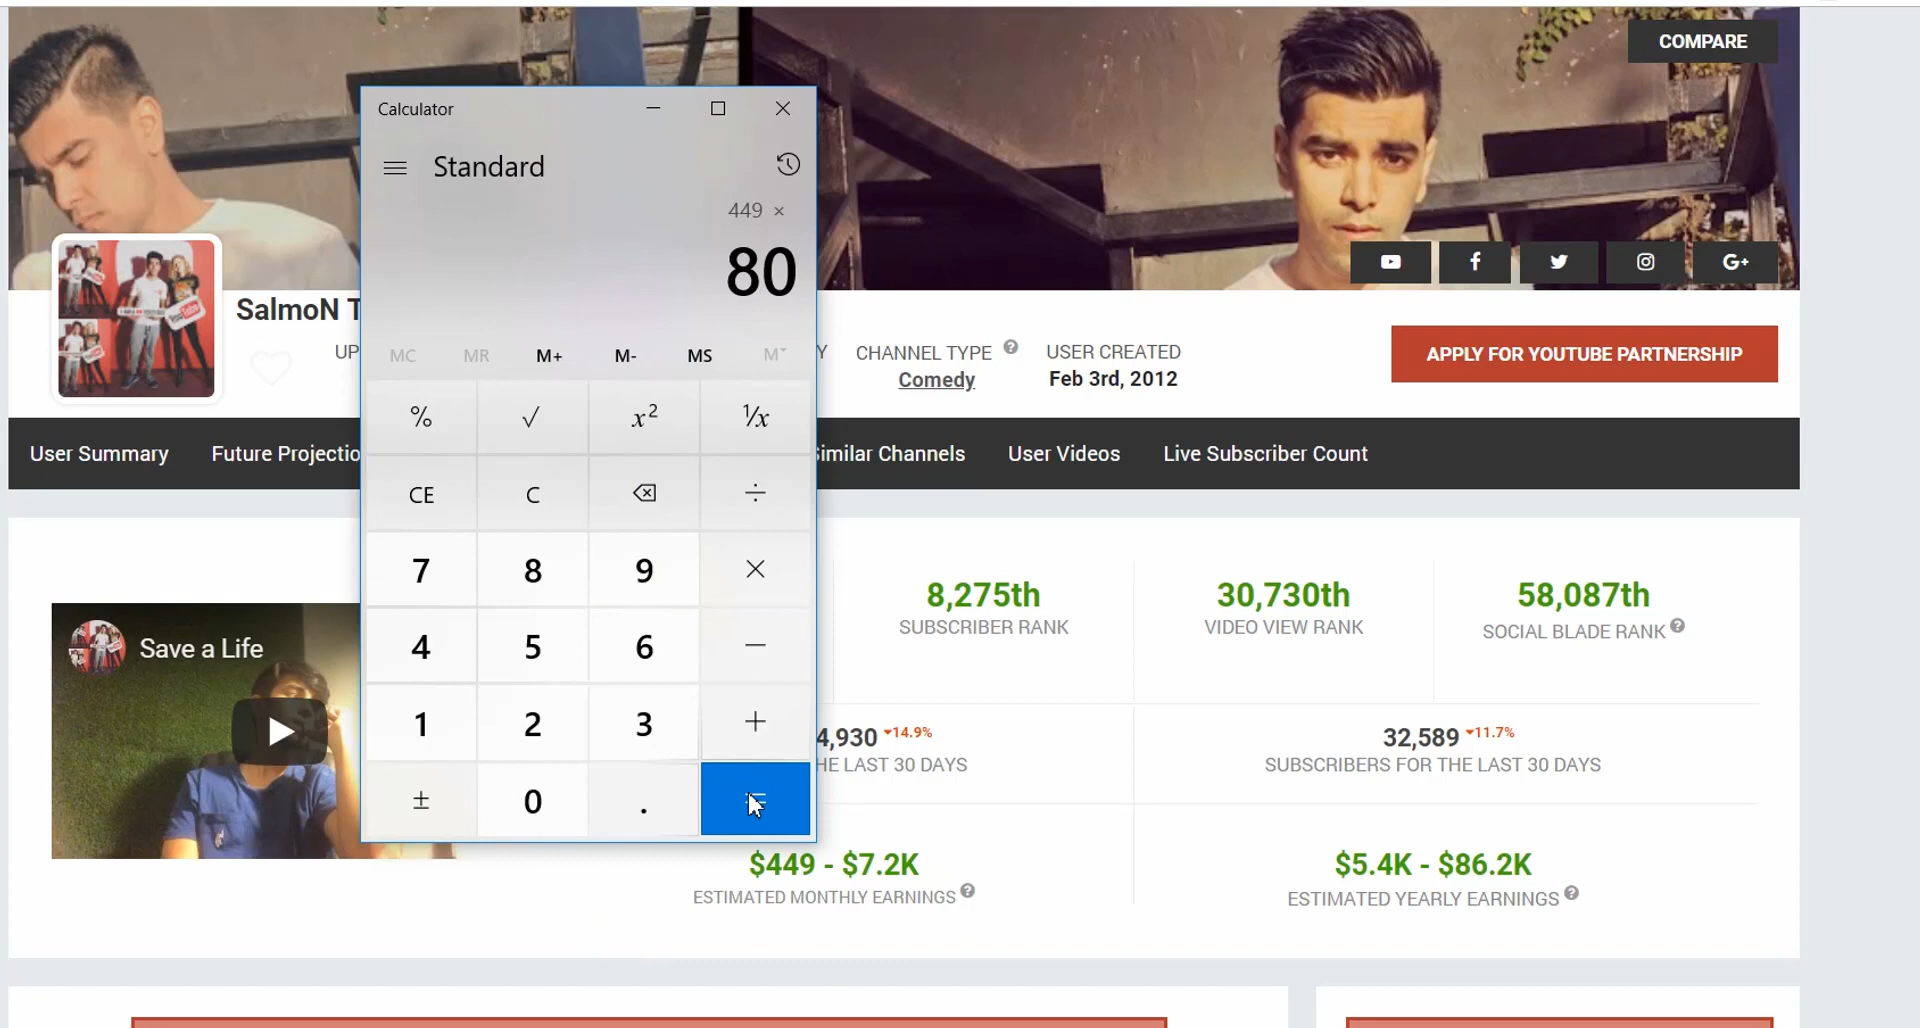 COMPARE
Calculator
Standard
449 ×
80
MC MR M+ M- MS M
% √ x² ¹/x
CE C ÷
7 8 9 ×
4 5 6 −
1 2 3 +
± 0 . =
f G+
SalmoN T
UP
Y
CHANNEL TYPE ?
Comedy
USER CREATED
Feb 3rd, 2012
APPLY FOR YOUTUBE PARTNERSHIP
User Summary Future Projectio Similar Channels User Videos Live Subscriber Count
Save a Life
8,275th
SUBSCRIBER RANK
30,730th
VIDEO VIEW RANK
58,087th
SOCIAL BLADE RANK ?
4,930 14.9%
HE LAST 30 DAYS
32,589 11.7%
SUBSCRIBERS FOR THE LAST 30 DAYS
$449 - $7.2K
ESTIMATED MONTHLY EARNINGS ?
$5.4K - $86.2K
ESTIMATED YEARLY EARNINGS ?